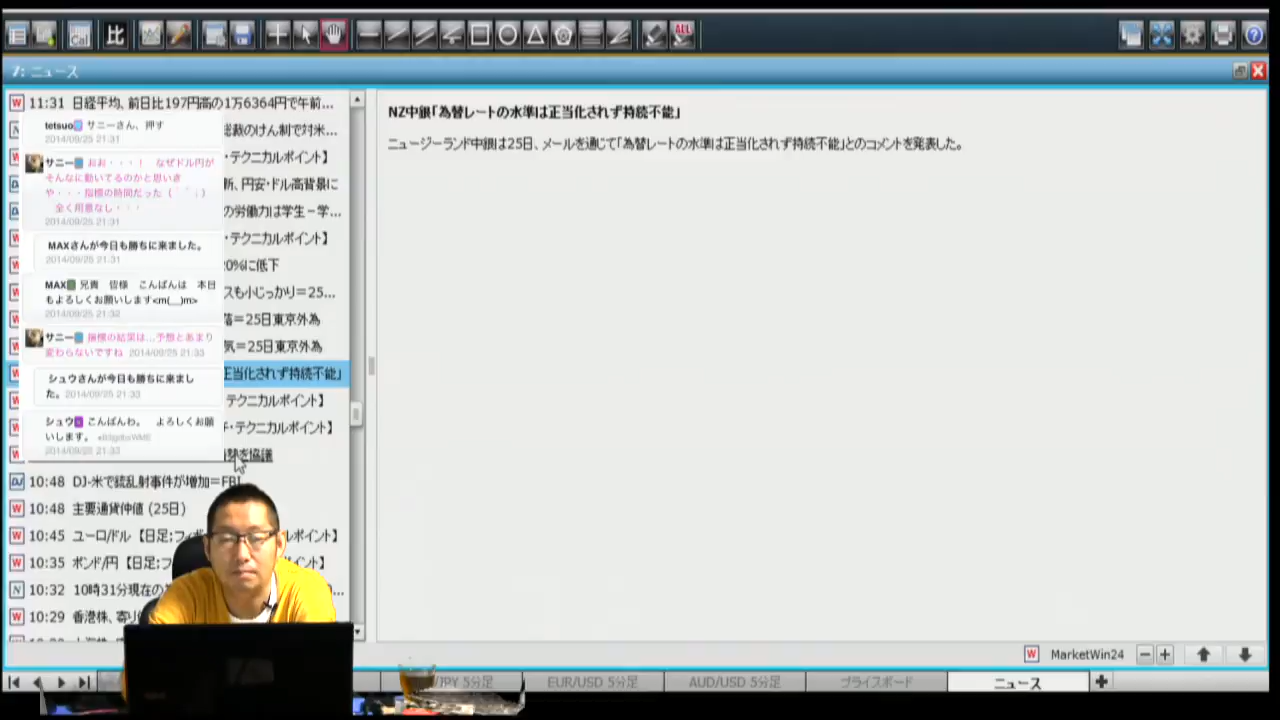 Cal
比
ALL
7: ニュース
11:31 日経平均、前日比197円高の1万6364円で午前...
総裁のけん制で対米...
・テクニカルポイント】
新、円安・ドル高背景に
の労働力は学生－学...
・テクニカルポイント】
20%に低下
スも小じっかり＝25...
落＝25日東京外為
気＝25日東京外為
正当化されず持続不能」
テクニカルポイント】
・テクニカルポイント】
勢を協議
10:48 DJ-米で銃乱射事件が増加＝FBI
10:48 主要通貨仲値 (25日)
10:45 ユーロ/ドル 【日足;フィボ
ルポイント】
10:35 ポンド/円 【日足;フ
ント】
10:32 10時31分現在の
10:29 香港株、寄り
tetsuo サニーさん、押す
2014/09/25 21:31
サニー おお・・・！　なぜドル円が
そんなに動いてるのかと思いき
や・・・指標の時間だった（
全く用意なし・・・
2014/09/25 21:31
MAXさんが今日も勝ちに来ました。
2014/09/25 21:31
MAX 兄貴　皆様　こんばんは　本日
もよろしくお願いします<m(__)m>
2014/09/25 21:32
サニー 指標の結果は...予想とあまり
変わらないですね 2014/09/25 21:33
シュウさんが今日も勝ちに来まし
た。 2014/09/25 21:33
シュウ こんばんわ。　よろしくお願
いします。
2014/09/25 21:33
NZ中銀「為替レートの水準は正当化されず持続不能」
ニュージーランド中銀は25日、メールを通じて「為替レートの水準は正当化されず持続不能」とのコメントを発表した。
MarketWin24
/JPY 5分足
EUR/USD 5分足
AUD/USD 5分足
プライスボード
ニュース